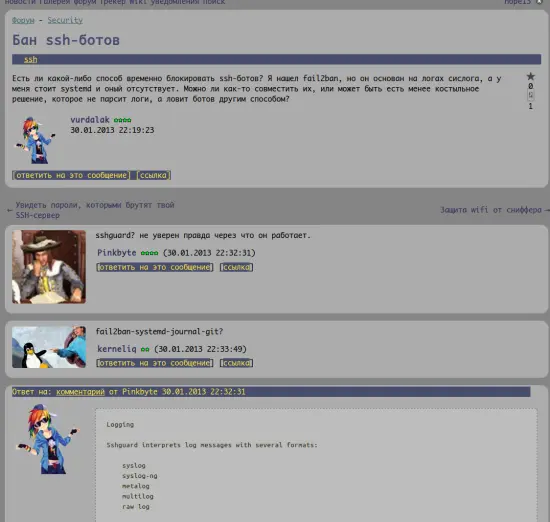 Новости Галерея Форум Трекер Wiki Уведомления Поиск
Форум - Security
Бан ssh-ботов
ssh
Есть ли какой-либо способ временно блокировать ssh-ботов? Я нашел fail2ban, но он основан на логах сислога, а у
меня стоит systemd и оный отсутствует. Можно ли как-то совместить их, или может быть есть менее костыльное
решение, которое не парсит логи, а ловит ботов другим способом?
0
1
vurdalak
30.01.2013 22:19:23
[ответить на это сообщение] [ссылка]
← Увидеть пароли, которыми брутят твой
SSH-сервер
Защита wifi от сниффера →
sshguard? не уверен правда через что он работает.
Pinkbyte (30.01.2013 22:32:31)
[ответить на это сообщение] [ссылка]
fail2ban-systemd-journal-git?
kerneliq (30.01.2013 22:33:49)
[ответить на это сообщение] [ссылка]
Ответ на: комментарий от Pinkbyte 30.01.2013 22:32:31
Logging
Sshguard interprets log messages with several formats:
syslog
syslog-ng
metalog
multilog
raw log